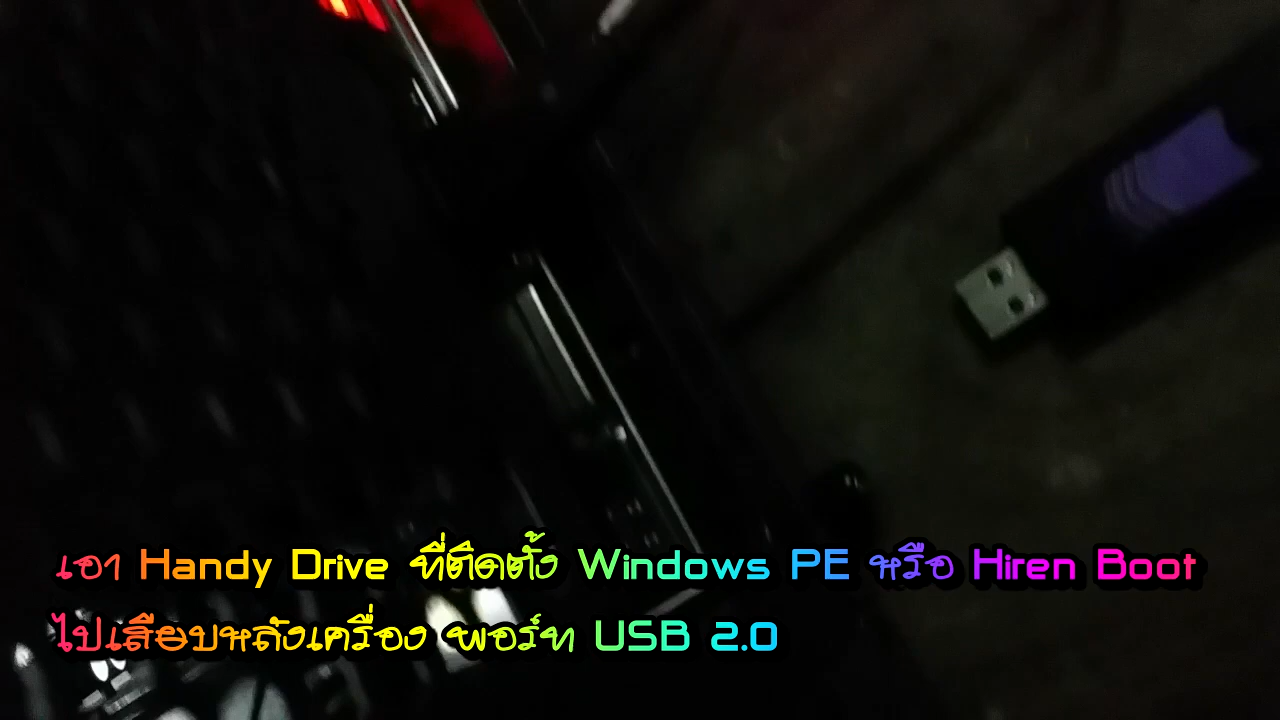 เอา Handy Drive ที่ติดตั้ง Windows PE หรือ Hiren Boot
ไปเสียบหลังเครื่อง พอร์ท USB 2.0